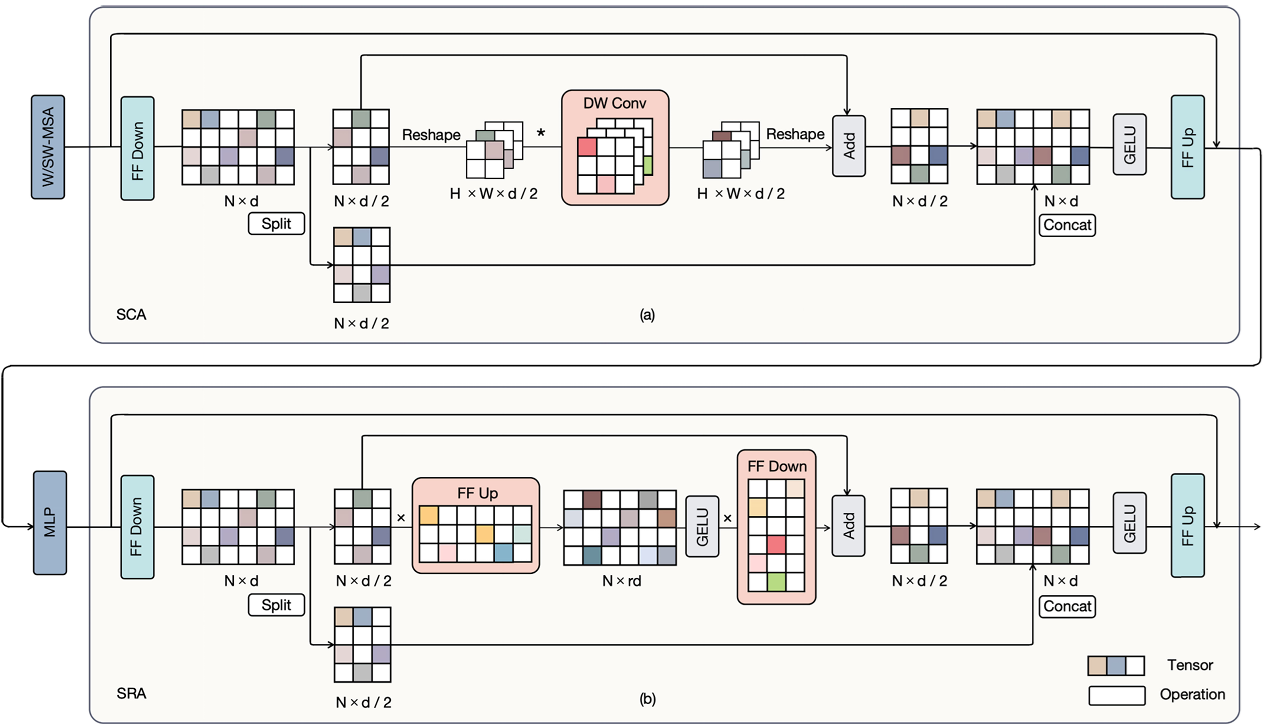 W/SW-MSA
FF Down
N × d
Split
N × d / 2
N × d / 2
Reshape
H × W × d / 2
*
DW Conv
H × W × d / 2
Reshape
Add
N × d / 2
N × d
Concat
GELU
FF Up
SCA
(a)
MLP
FF Down
N × d
Split
N × d / 2
N × d / 2
×
FF Up
N × rd
GELU
×
FF Down
Add
N × d / 2
N × d
Concat
GELU
FF Up
SRA
(b)
Tensor
Operation